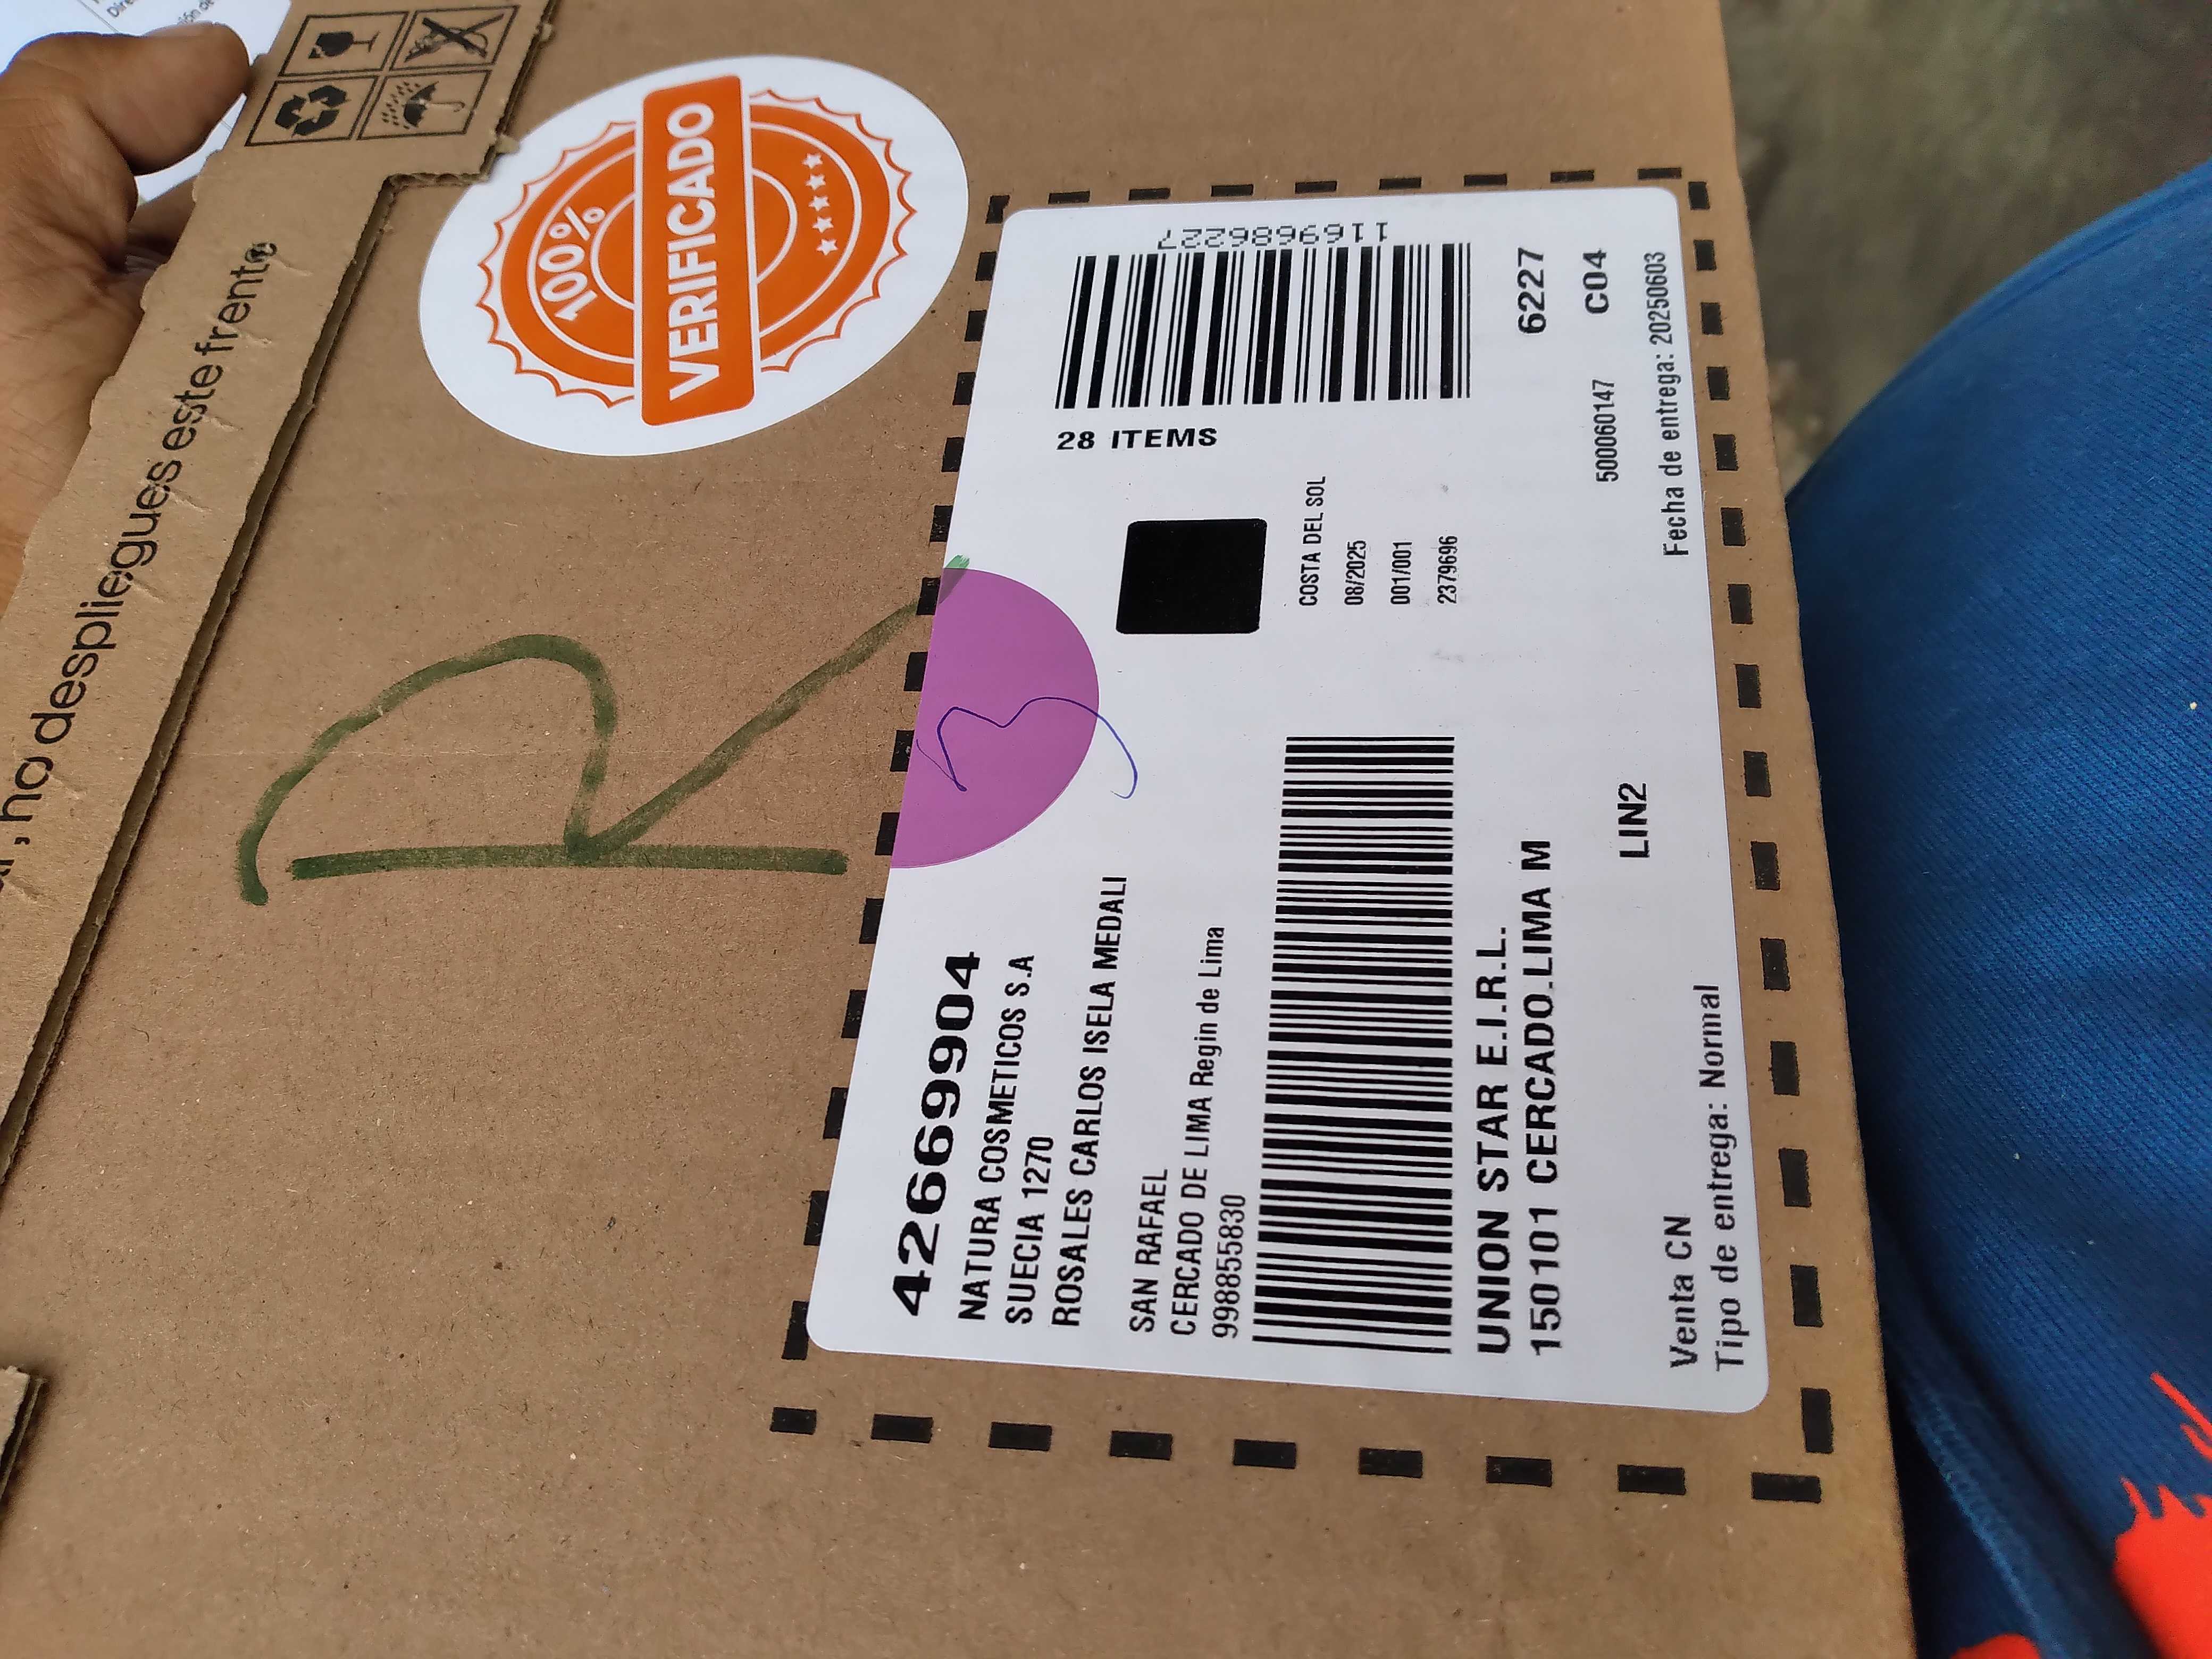 , no despliegues este frente
100%
VERIFICADO
R
3
42669904
NATURA COSMETICOS S.A
SUECIA 1270
ROSALES CARLOS ISELA MEDALI
SAN RAFAEL
CERCADO DE LIMA Regin de Lima
998855830
UNION STAR E.I.R.L.
150101 CERCADO.LIMA M
LIN2
Venta CN
Tipo de entrega: Normal
1169686227
28 ITEMS
COSTA DEL SOL
08/2025
001/001
2379696
6227
C04
500060147
Fecha de entrega: 20250603